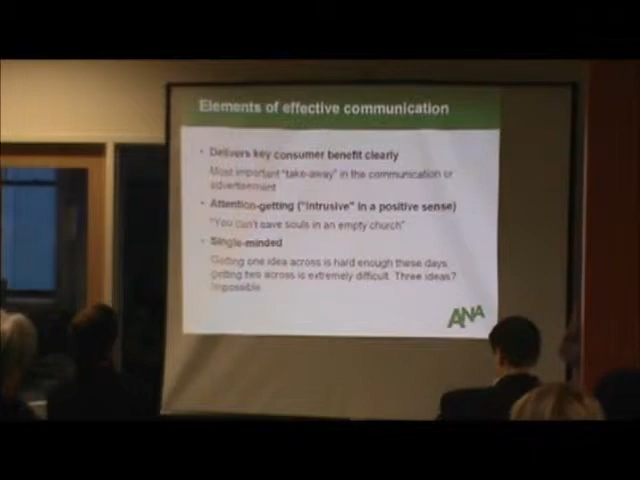 Elements of effective communication
• Delivers key consumer benefit clearly
Most important "take-away" in the communication or
advertisement
• Attention-getting ("intrusive" in a positive sense)
"You can't save souls in an empty church"
• Single-minded
Getting one idea across is hard enough these days,
getting two across is extremely difficult. Three ideas?
Impossible
ANA